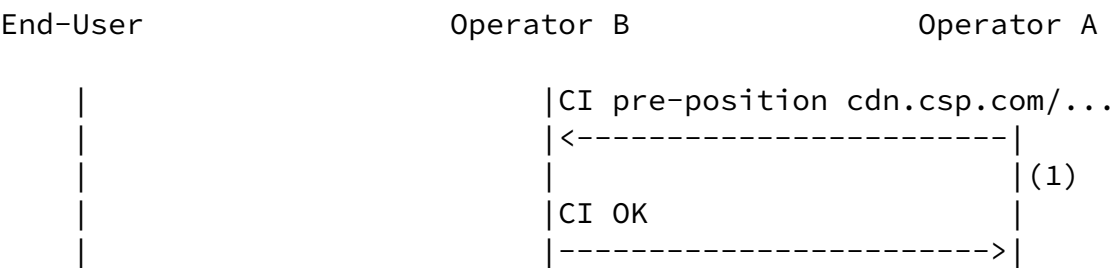 End-User Operator B Operator A
CI pre-position cdn.csp.com/...
(1)
CI OK